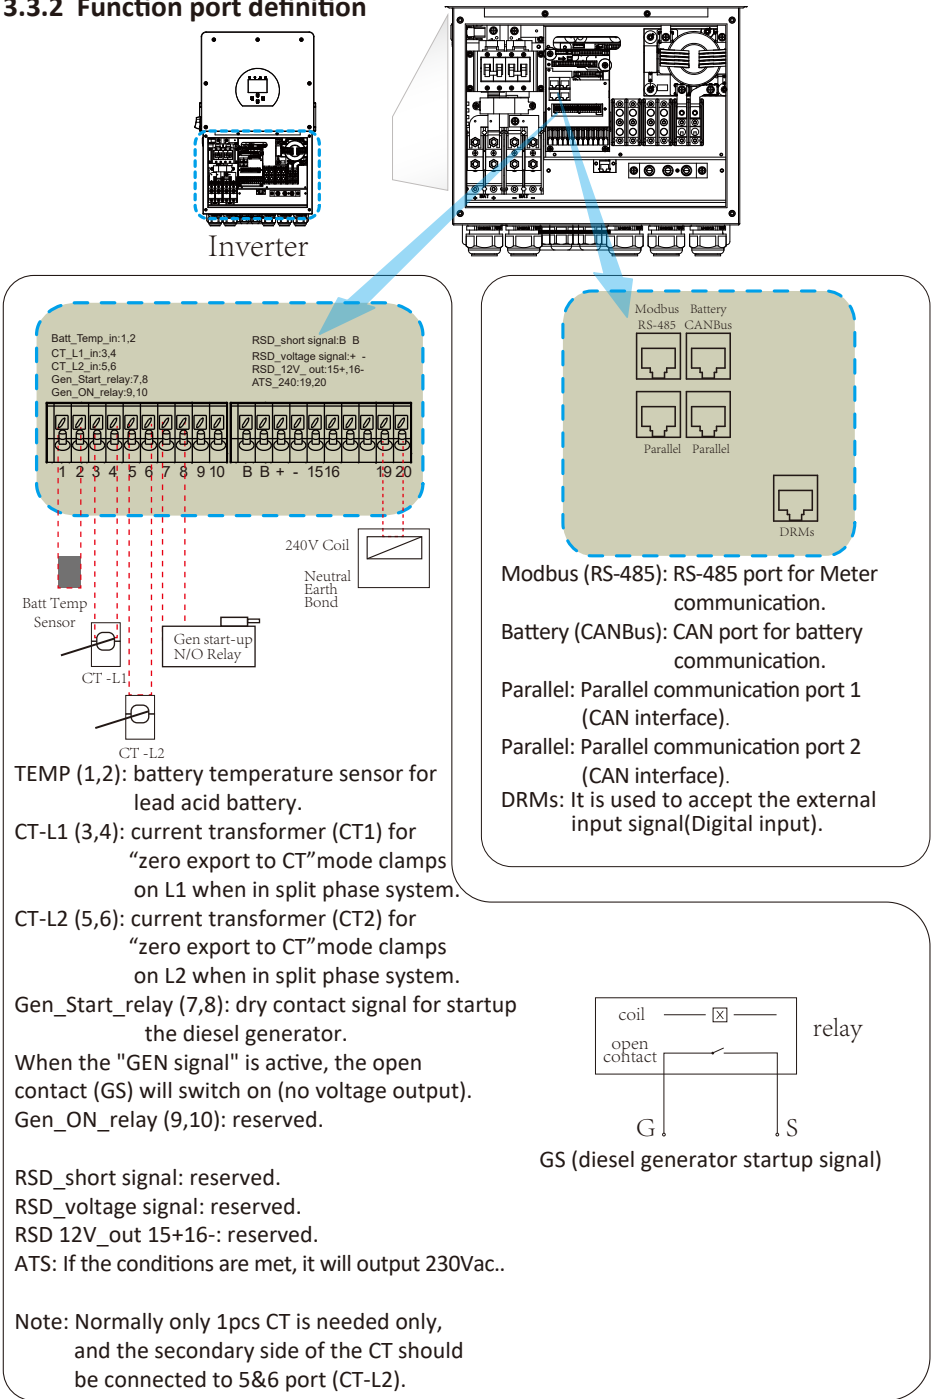 3.3.2 Function port definition
Inverter
Batt_Temp_in:1,2
CT_L1_in:3,4
CT_L2_in:5,6
Gen_Start_relay:7,8
Gen_ON_relay:9,10
RSD_short signal:B B
RSD_voltage signal:+ -
RSD_12V_ out:15+,16-
ATS_240:19,20
1 2 3 4 5 6 7 8 9 10 B B + - 15 16 19 20
240V Coil
Neutral
Earth
Bond
Batt Temp
Sensor
Gen start-up
N/O Relay
CT -L1
CT -L2
Modbus Battery
RS-485 CANBus
Parallel Parallel
DRMs
TEMP (1,2): battery temperature sensor for
lead acid battery.
CT-L1 (3,4): current transformer (CT1) for
“zero export to CT”mode clamps
on L1 when in split phase system.
CT-L2 (5,6): current transformer (CT2) for
“zero export to CT”mode clamps
on L2 when in split phase system.
Gen_Start_relay (7,8): dry contact signal for startup
the diesel generator.
When the "GEN signal" is active, the open
contact (GS) will switch on (no voltage output).
Gen_ON_relay (9,10): reserved.
RSD_short signal: reserved.
RSD_voltage signal: reserved.
RSD 12V_out 15+16-: reserved.
ATS: If the conditions are met, it will output 230Vac..
Note: Normally only 1pcs CT is needed only,
and the secondary side of the CT should
be connected to 5&6 port (CT-L2).
Modbus (RS-485): RS-485 port for Meter
communication.
Battery (CANBus): CAN port for battery
communication.
Parallel: Parallel communication port 1
(CAN interface).
Parallel: Parallel communication port 2
(CAN interface).
DRMs: It is used to accept the external
input signal(Digital input).
coil
open
contact
relay
G S
GS (diesel generator startup signal)